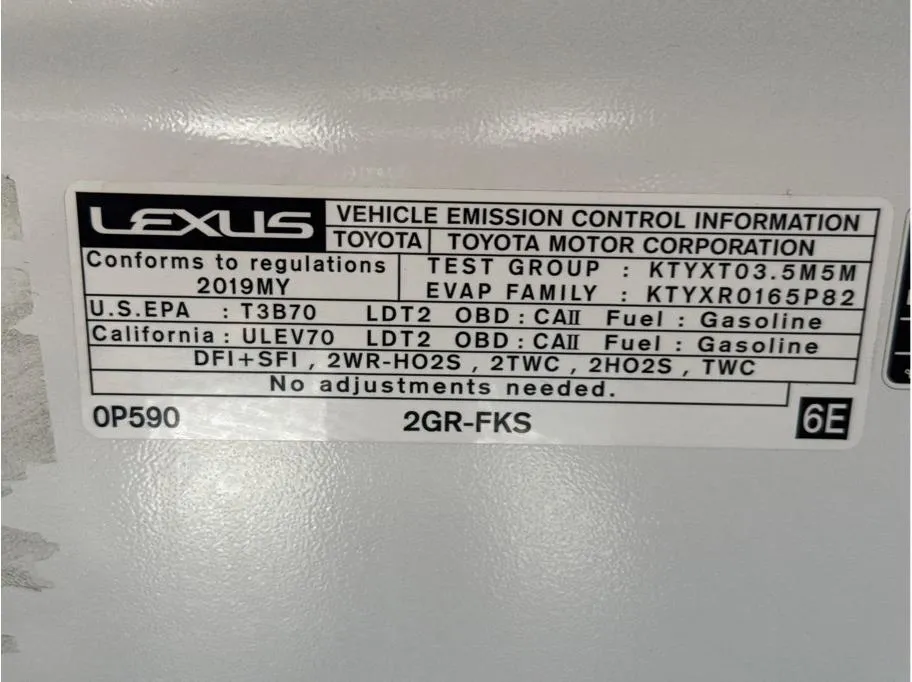 LEXUS VEHICLE EMISSION CONTROL INFORMATION
TOYOTA TOYOTA MOTOR CORPORATION
Conforms to regulations
2019MY
TEST GROUP : KTYXT03.5M5M
EVAP FAMILY : KTYXR0165P82
U.S.EPA : T3B70 LDT2 OBD : CAII Fuel : Gasoline
California : ULEV70 LDT2 OBD : CAII Fuel : Gasoline
DFI+SFI , 2WR-HO2S , 2TWC , 2HO2S , TWC
No adjustments needed.
0P590 2GR-FKS 6E